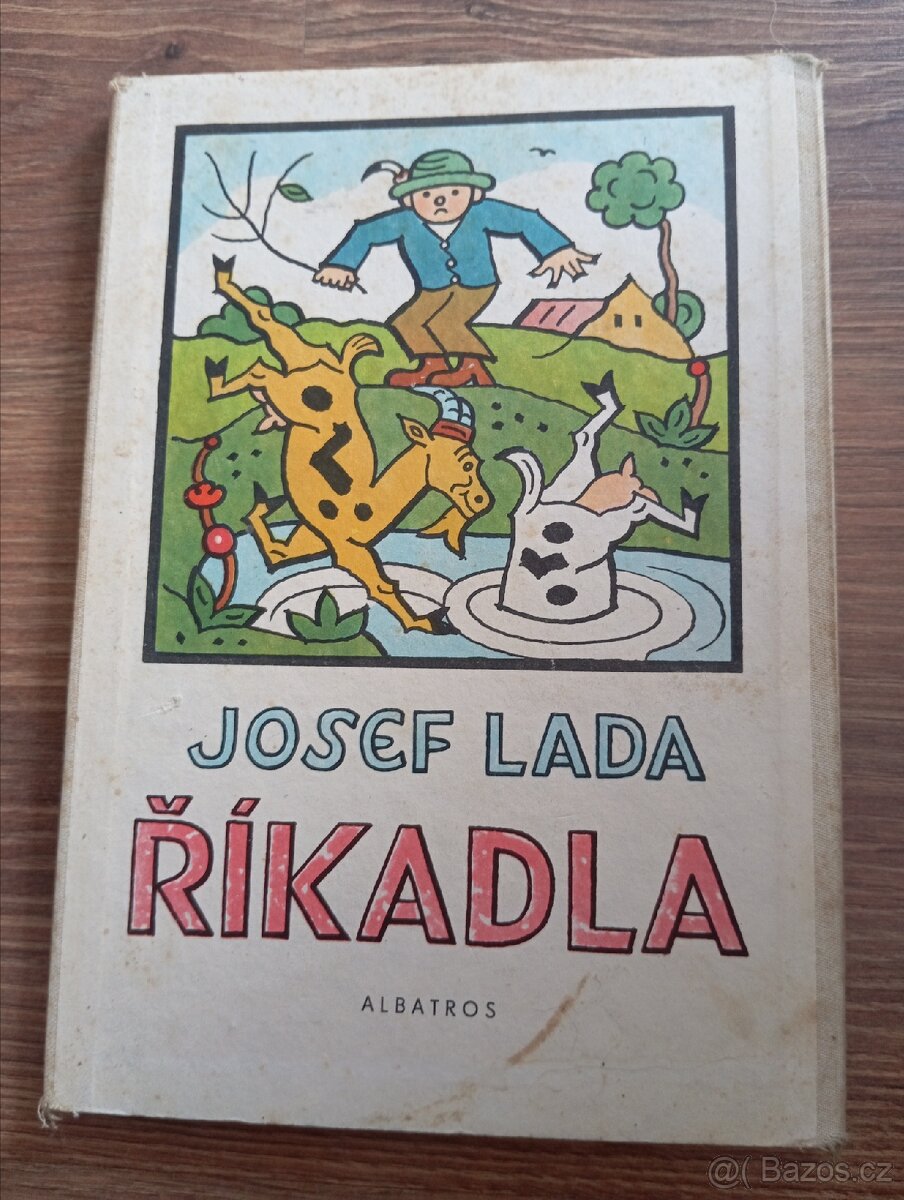 JOSEF LADA
ŘÍKADLA
ALBATROS
@( Bazos.cz